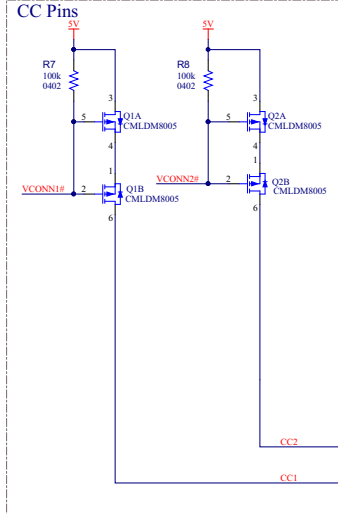 CC Pins
5V
5V
R7
100k
0402
R8
100k
0402
3
5
Q1A
CMLDM8005
4
3
5
Q2A
CMLDM8005
4
VCONN1#
1
2
Q1B
CMLDM8005
6
VCONN2#
1
2
Q2B
CMLDM8005
6
CC2
CC1